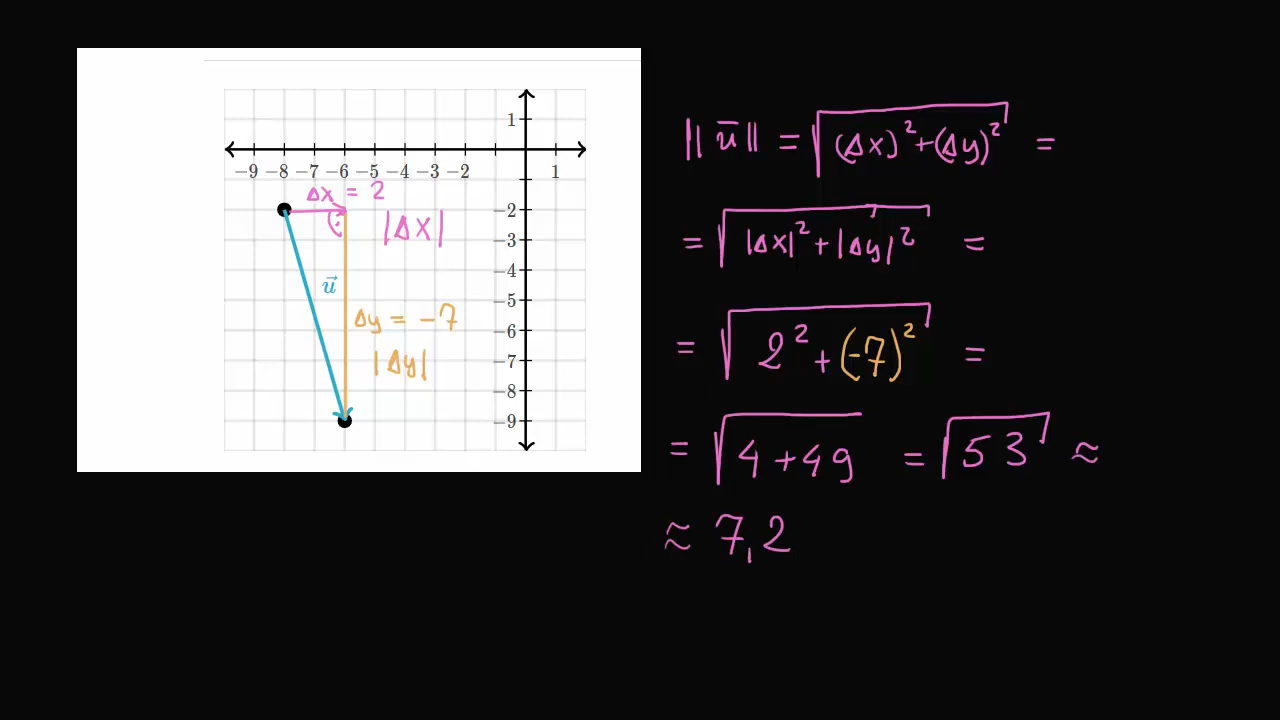 1
−9 −8 −7 −6 −5 −4 −3 −2 1
Δx = 2
−2
|Δx|
−3
−4
u⃗
−5
Δy = −7
−6
|Δy|
−7
−8
−9
‖u̅‖ = √((Δx)² + (Δy)²) =
= √(|Δx|² + |Δy|²) =
= √(2² + (−7)²) =
= √(4 + 49) = √53 ≈
≈ 7,2